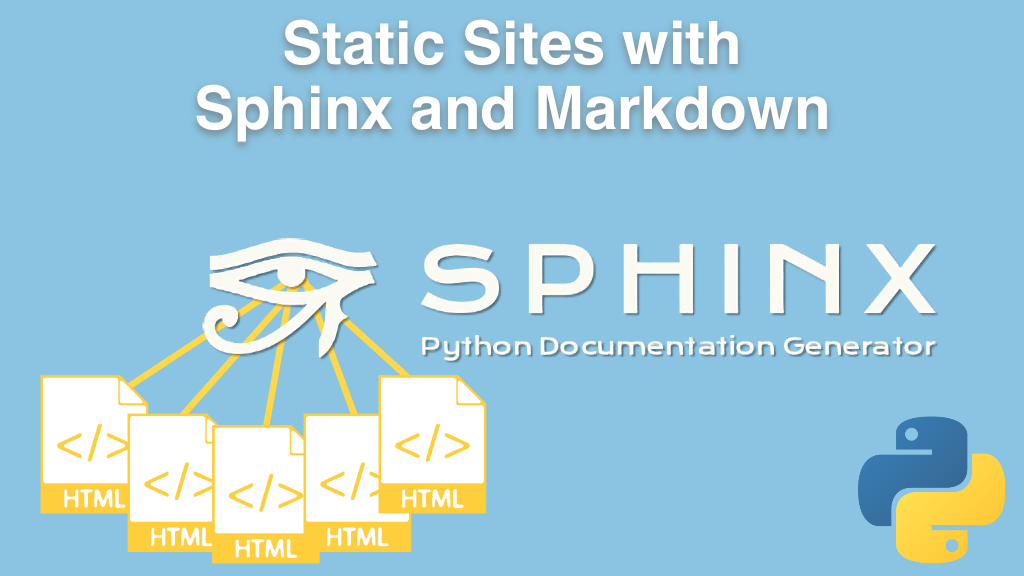 Static Sites with
Sphinx and Markdown
SPHINX
Python Documentation Generator
</>
</>
</>
</>
</>
HTML
HTML
HTML
HTML
HTML